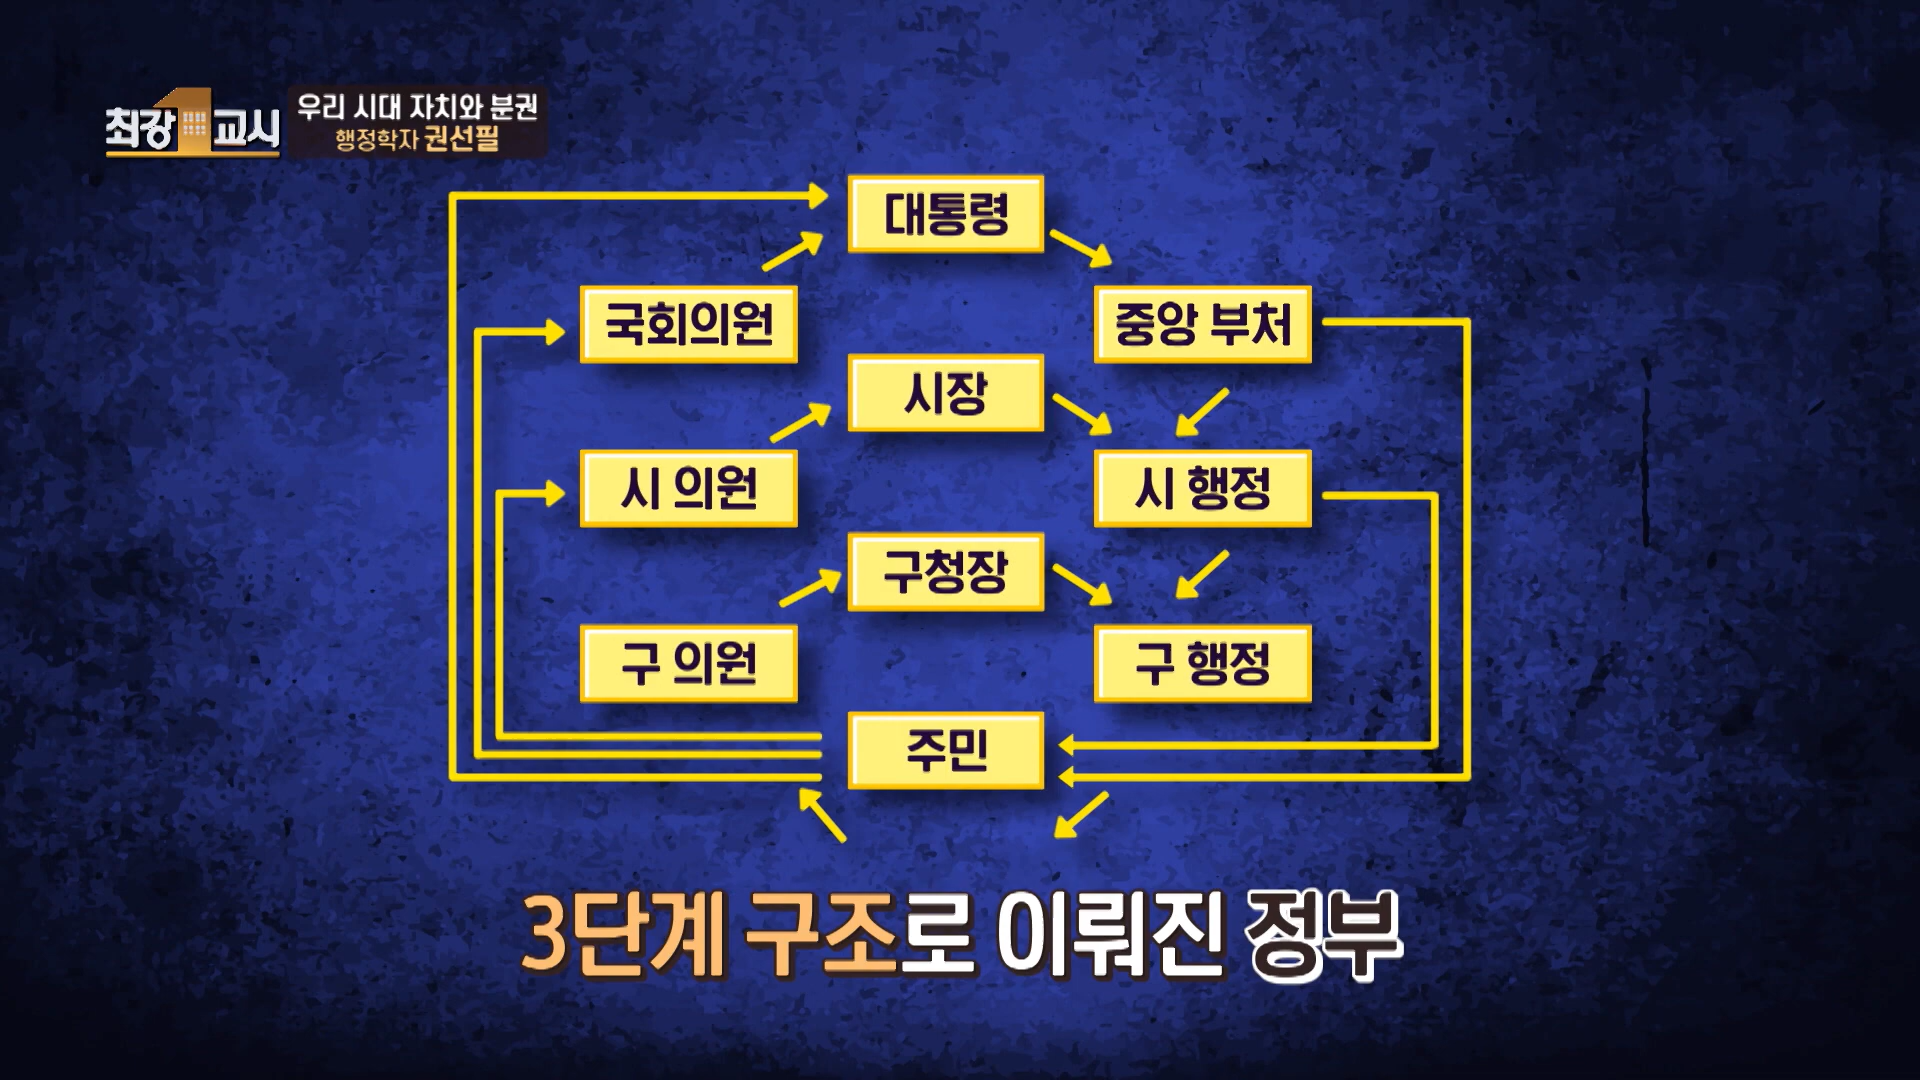 최강1교시
우리 시대 자치와 분권
행정학자 권선필
대통령
국회의원
중앙 부처
시장
시 의원
시 행정
구청장
구 의원
구 행정
주민
3단계 구조로 이뤄진 정부